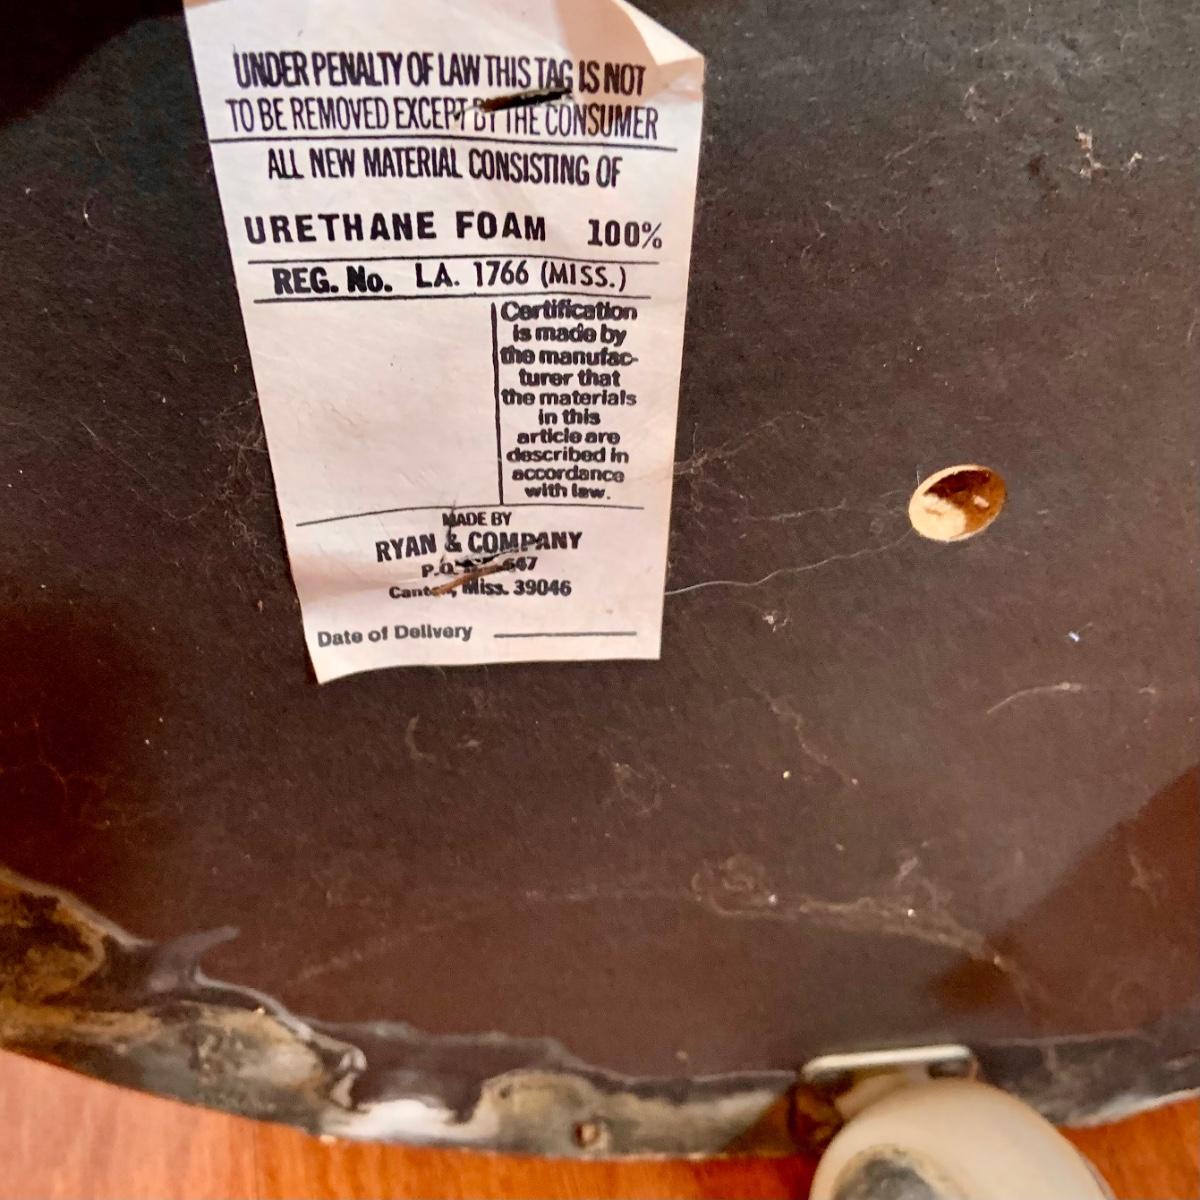 UNDER PENALTY OF LAW THIS TAG IS NOT
TO BE REMOVED EXCEPT BY THE CONSUMER
ALL NEW MATERIAL CONSISTING OF
URETHANE FOAM 100%
REG. No. LA. 1766 (MISS.)
Certification
is made by
the manufac-
turer that
the materials
in this
article are
described in
accordance
with law.
MADE BY
RYAN & COMPANY
P.O.
Canton, Miss. 39046
Date of Delivery